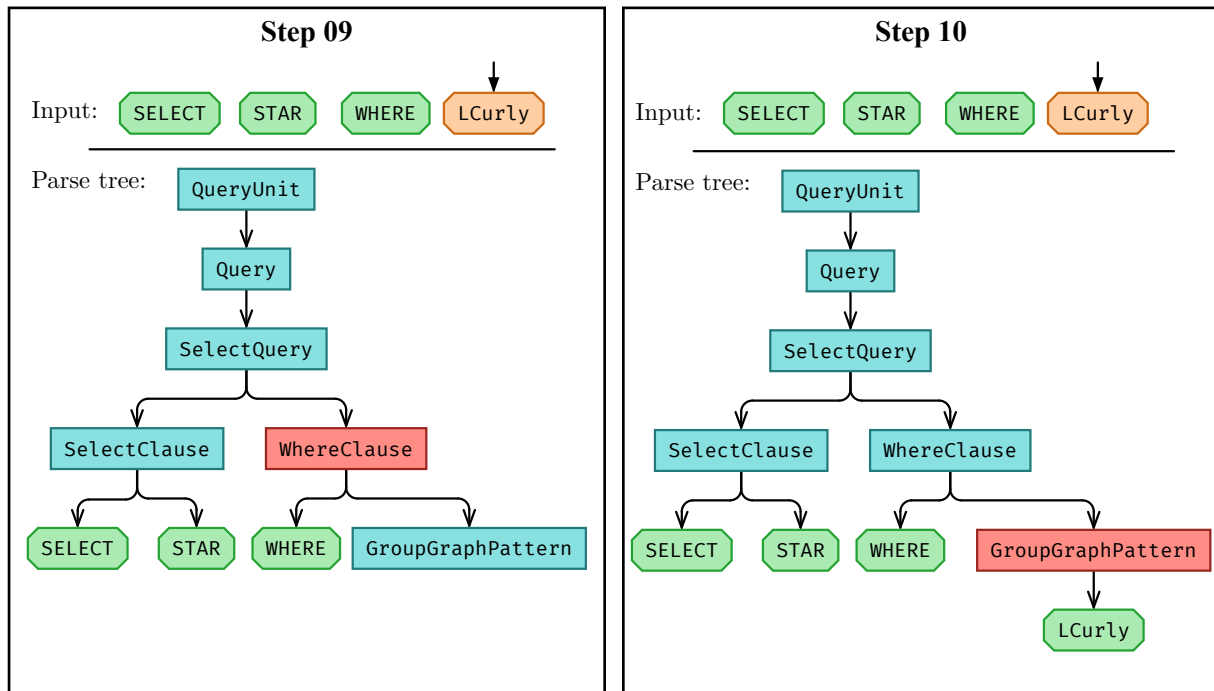 Step 09
Input: SELECT STAR WHERE LCurly
Parse tree: QueryUnit
Query
SelectQuery
SelectClause WhereClause
SELECT STAR WHERE GroupGraphPattern
Step 10
Input: SELECT STAR WHERE LCurly
Parse tree: QueryUnit
Query
SelectQuery
SelectClause WhereClause
SELECT STAR WHERE GroupGraphPattern
LCurly